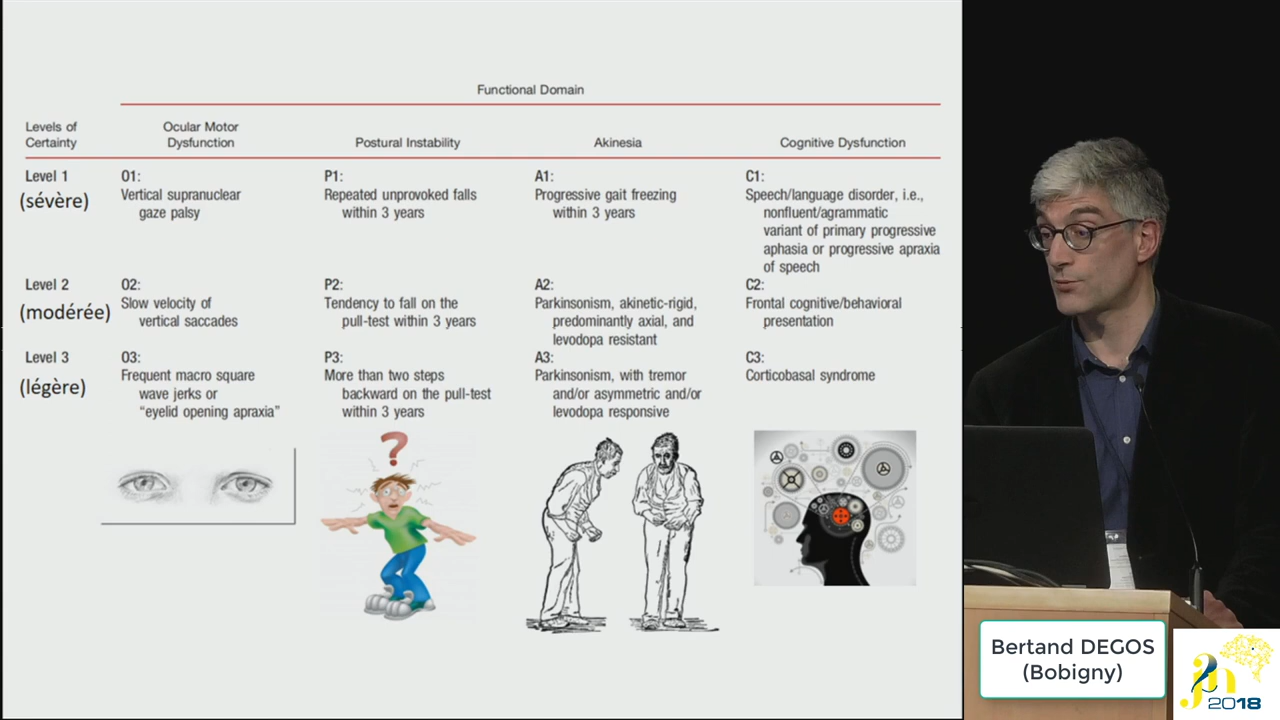 Functional Domain
Levels of Certainty
Ocular Motor Dysfunction
Postural Instability
Akinesia
Cognitive Dysfunction
Level 1
(sévère)
O1:
Vertical supranuclear
gaze palsy
P1:
Repeated unprovoked falls
within 3 years
A1:
Progressive gait freezing
within 3 years
C1:
Speech/language disorder, i.e.,
nonfluent/agrammatic
variant of primary progressive
aphasia or progressive apraxia
of speech
Level 2
(modérée)
O2:
Slow velocity of
vertical saccades
P2:
Tendency to fall on the
pull-test within 3 years
A2:
Parkinsonism, akinetic-rigid,
predominantly axial, and
levodopa resistant
C2:
Frontal cognitive/behavioral
presentation
Level 3
(légère)
O3:
Frequent macro square
wave jerks or
“eyelid opening apraxia”
P3:
More than two steps
backward on the pull-test
within 3 years
A3:
Parkinsonism, with tremor
and/or asymmetric and/or
levodopa responsive
C3:
Corticobasal syndrome
?
Bertand DEGOS
(Bobigny)
2018